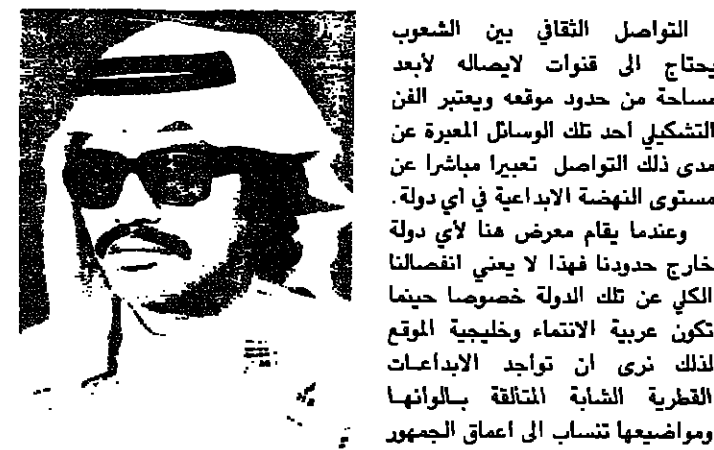 التواصل الثقافي بين الشعوب
يحتاج الى قنوات لايصاله لأبعد
مساحة من حدود موقعه ويعتبر الفن
التشكيلي احد تلك الوسائل المعبرة عن
مدى ذلك التواصل تعبيرا مباشرا عن
مستوى النهضة الابداعية في اي دولة.
وعندما يقام معرض هنا لأي دولة
خارج حدودنا فهذا لا يعني انفصالنا
الكلي عن تلك الدولة خصوصا حينما
تكون عربية الانتماء وخليجية الموقع
لذلك نرى ان تواجد الابداعات
القطرية الشابة المتالقة بالوانها
ومواضيعها تنساب الى اعماق الجمهور